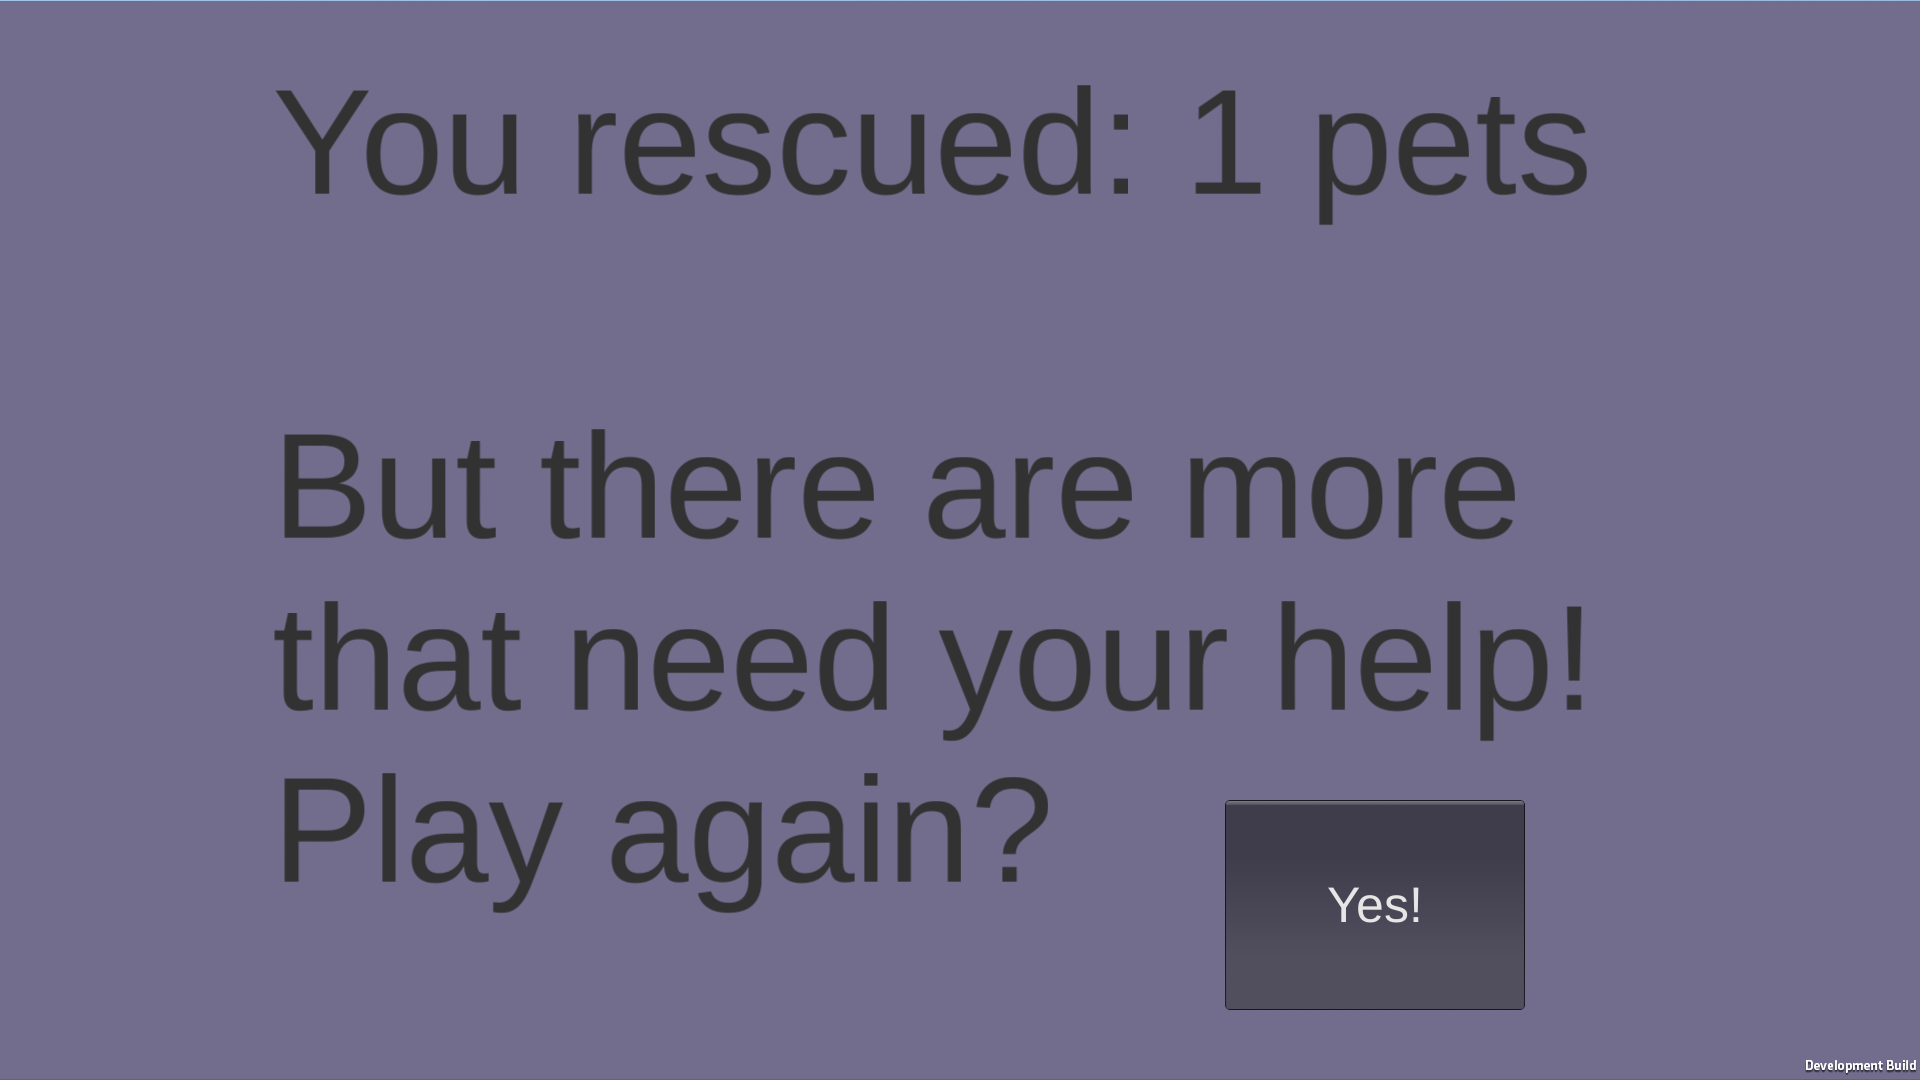 You rescued: 1 pets
But there are more
that need your help!
Play again?
Yes!
Development Build